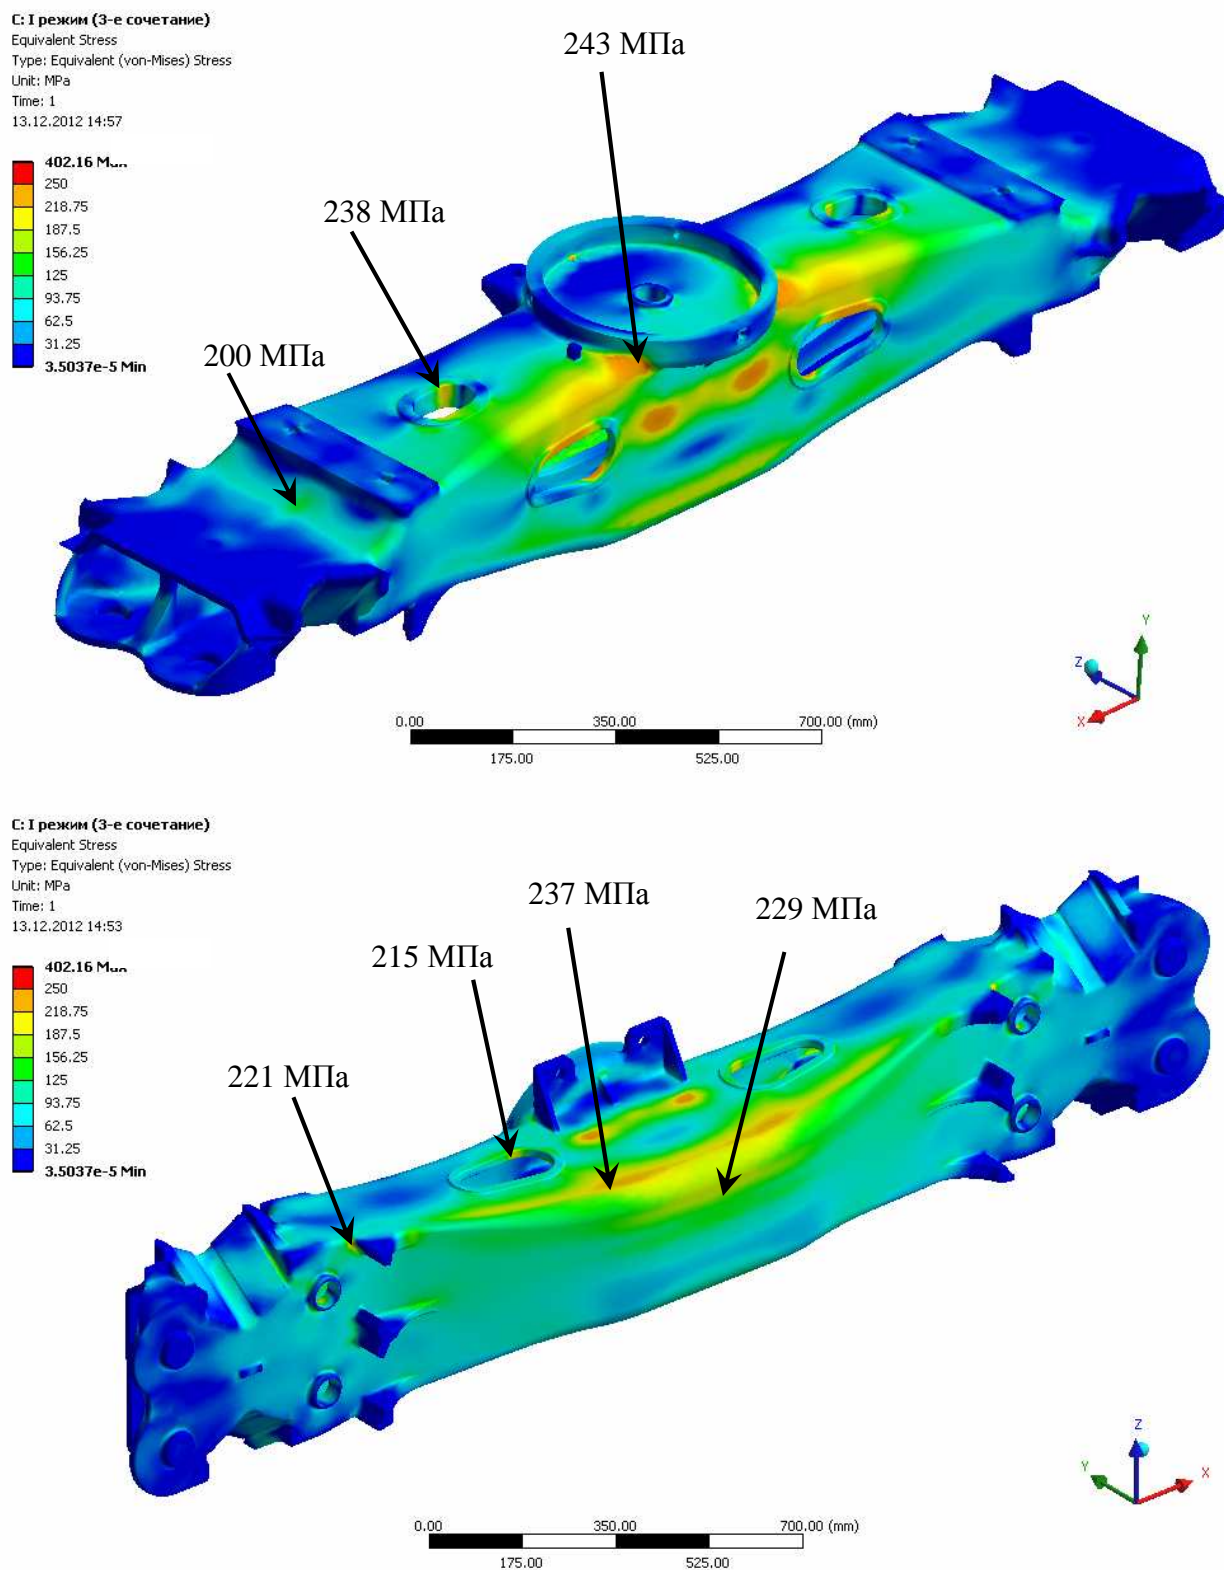 C: I режим (3-е сочетание)
Equivalent Stress
Type: Equivalent (von-Mises) Stress
Unit: MPa
Time: 1
13.12.2012 14:57
402.16
250
218.75
187.5
156.25
125
93.75
62.5
31.25
3.5037e-5 Min
243 МПа
238 МПа
200 МПа
Y
Z
X
0.00 350.00 700.00 (mm)
175.00 525.00
C: I режим (3-е сочетание)
Equivalent Stress
Type: Equivalent (von-Mises) Stress
Unit: MPa
Time: 1
13.12.2012 14:53
402.16
250
218.75
187.5
156.25
125
93.75
62.5
31.25
3.5037e-5 Min
237 МПа
229 МПа
215 МПа
221 МПа
Z
Y
X
0.00 350.00 700.00 (mm)
175.00 525.00